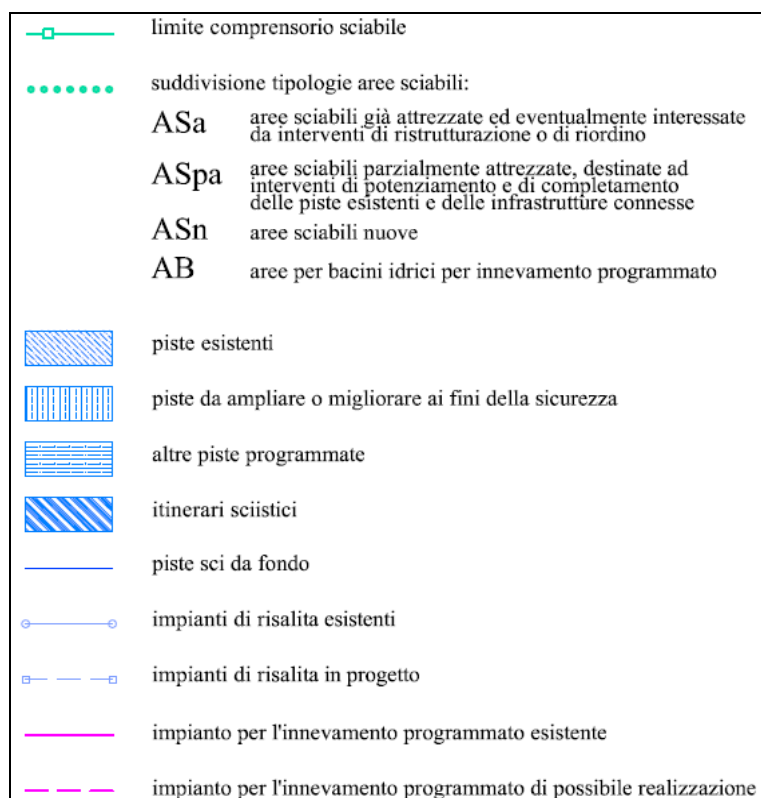 limite comprensorio sciabile
suddivisione tipologie aree sciabili:
ASa aree sciabili già attrezzate ed eventualmente interessate
da interventi di ristrutturazione o di riordino
ASpa aree sciabili parzialmente attrezzate, destinate ad
interventi di potenziamento e di completamento
delle piste esistenti e delle infrastrutture connesse
ASn aree sciabili nuove
AB aree per bacini idrici per innevamento programmato
piste esistenti
piste da ampliare o migliorare ai fini della sicurezza
altre piste programmate
itinerari sciistici
piste sci da fondo
impianti di risalita esistenti
impianti di risalita in progetto
impianto per l'innevamento programmato esistente
impianto per l'innevamento programmato di possibile realizzazione